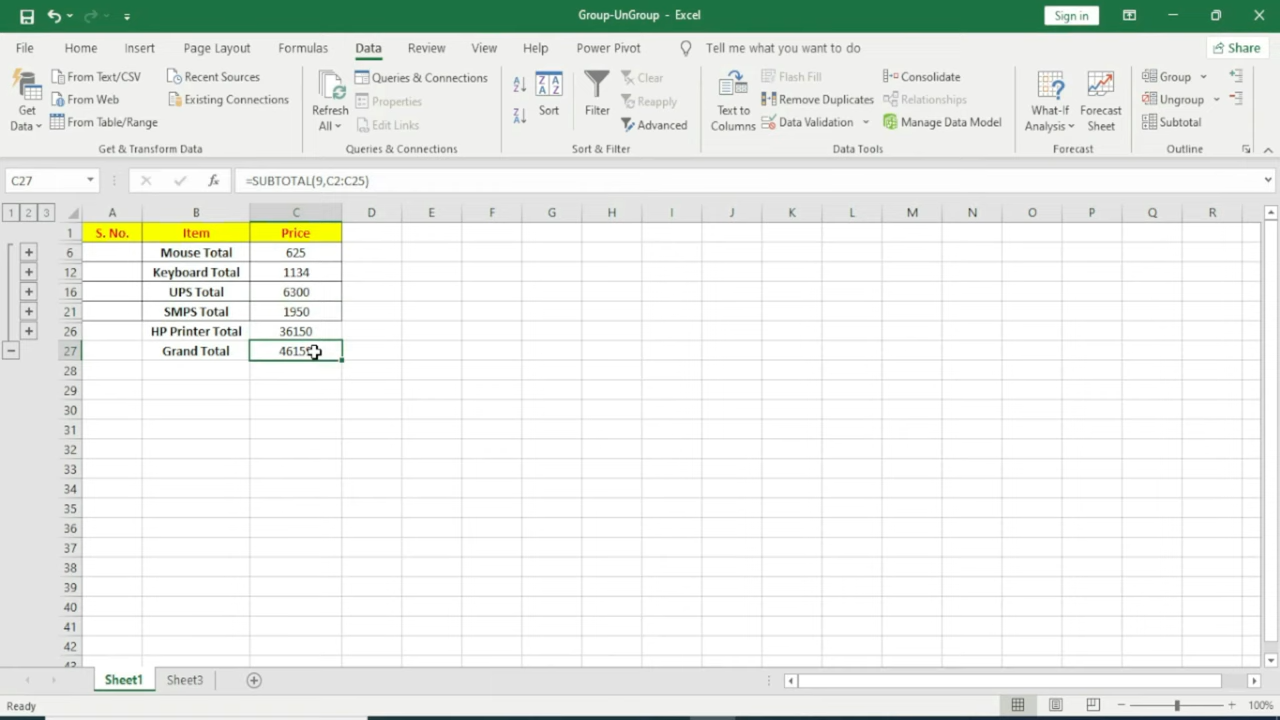 Group-UnGroup - Excel
Sign in
File Home Insert Page Layout Formulas Data Review View Help Power Pivot Tell me what you want to do Share
Get Data
From Text/CSV
From Web
From Table/Range
Recent Sources
Existing Connections
Get & Transform Data
Refresh All
Queries & Connections
Properties
Edit Links
Queries & Connections
Sort
Filter
Clear
Reapply
Advanced
Sort & Filter
Text to Columns
Flash Fill
Remove Duplicates
Data Validation
Consolidate
Relationships
Manage Data Model
Data Tools
What-If Analysis
Forecast Sheet
Forecast
Group
Ungroup
Subtotal
Outline
C27 fx =SUBTOTAL(9,C2:C25)
1 2 3 A B C D E F G H I J K L M N O P Q R
1 S. No. Item Price
6 Mouse Total 625
12 Keyboard Total 1134
16 UPS Total 6300
21 SMPS Total 1950
26 HP Printer Total 36150
27 Grand Total 46159
28
29
30
31
32
33
34
35
36
37
38
39
40
41
42
43
Sheet1 Sheet3
Ready 100%